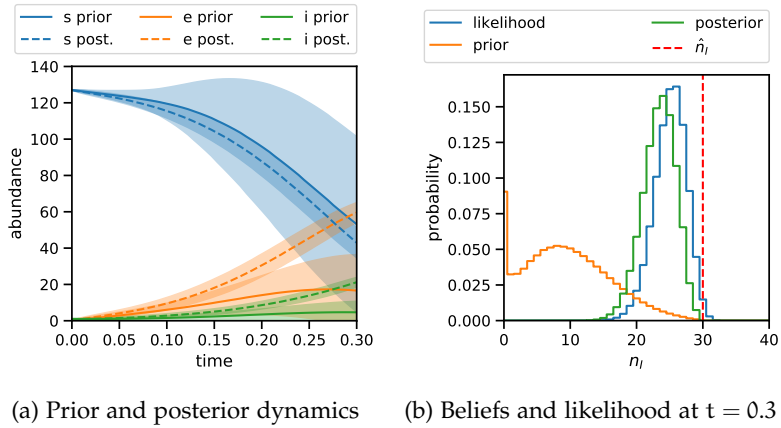 s prior e prior i prior
s post. e post. i post.
140
120
100
80
60
40
20
0
abundance
0.00 0.05 0.10 0.15 0.20 0.25 0.30
time
(a) Prior and posterior dynamics
likelihood posterior
prior n̂_I
0.150
0.125
0.100
0.075
0.050
0.025
0.000
probability
0 10 20 30 40
n_I
(b) Beliefs and likelihood at t = 0.3